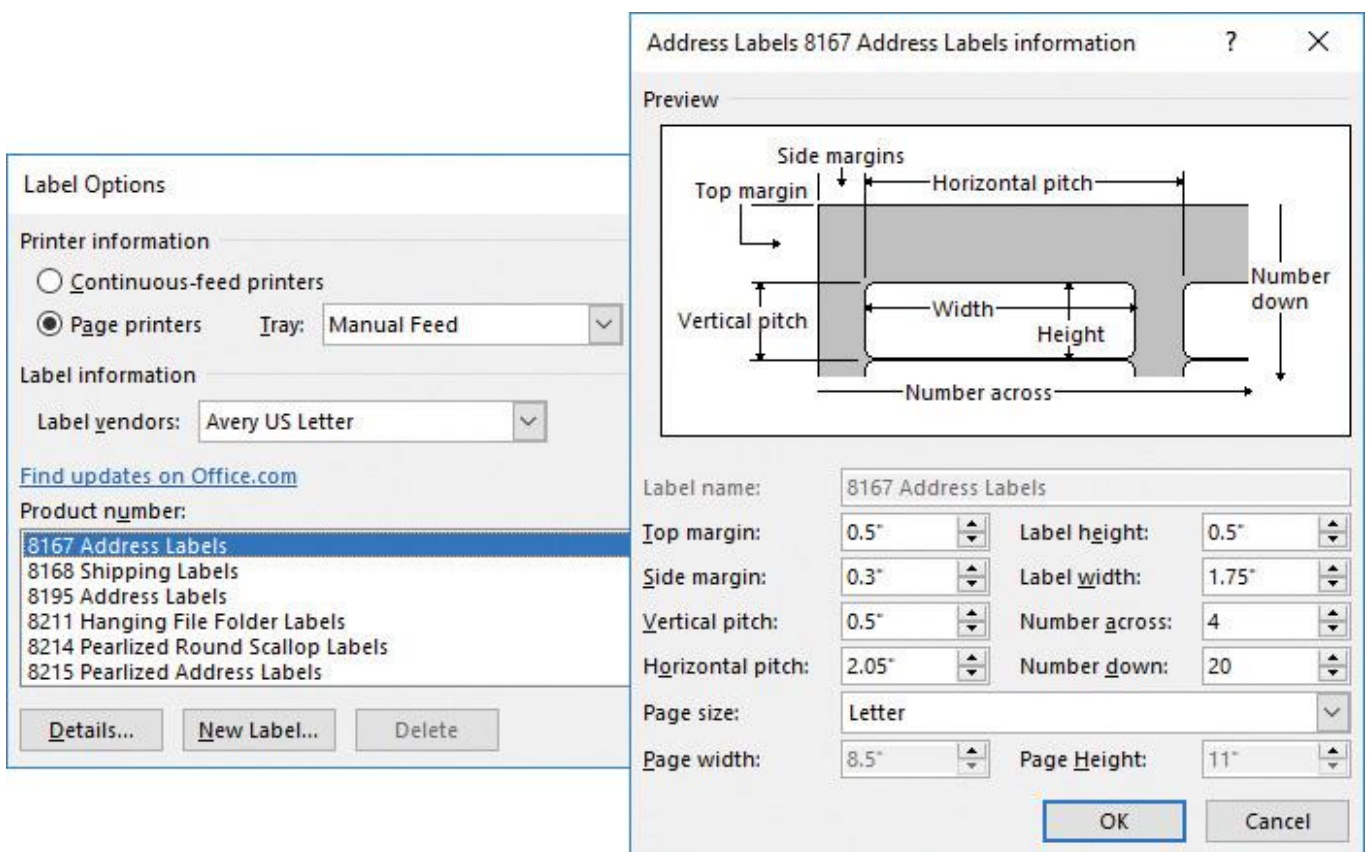 Label Options
Printer information
Continuous-feed printers
Page printers Tray: Manual Feed
Label information
Label vendors: Avery US Letter
Find updates on Office.com
Product number:
8167 Address Labels
8168 Shipping Labels
8195 Address Labels
8211 Hanging File Folder Labels
8214 Pearlized Round Scallop Labels
8215 Pearlized Address Labels
Details... New Label... Delete
Address Labels 8167 Address Labels information ? X
Preview
Side margins
Top margin Horizontal pitch
Number
down
Vertical pitch Width
Height
Number across
Label name: 8167 Address Labels
Top margin: 0.5" Label height: 0.5"
Side margin: 0.3" Label width: 1.75"
Vertical pitch: 0.5" Number across: 4
Horizontal pitch: 2.05" Number down: 20
Page size: Letter
Page width: 8.5" Page Height: 11"
OK Cancel